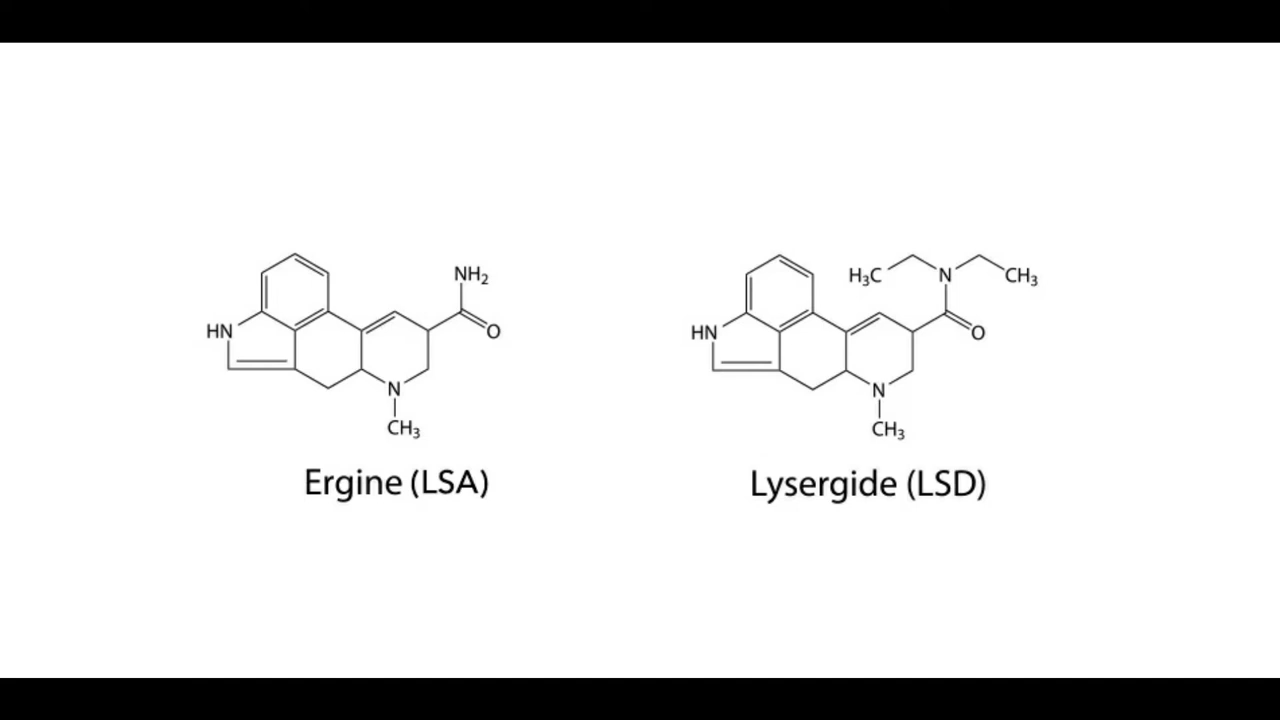 NH₂
HN
O
N
CH₃
Ergine (LSA)
H₃C
N
CH₃
HN
O
N
CH₃
Lysergide (LSD)